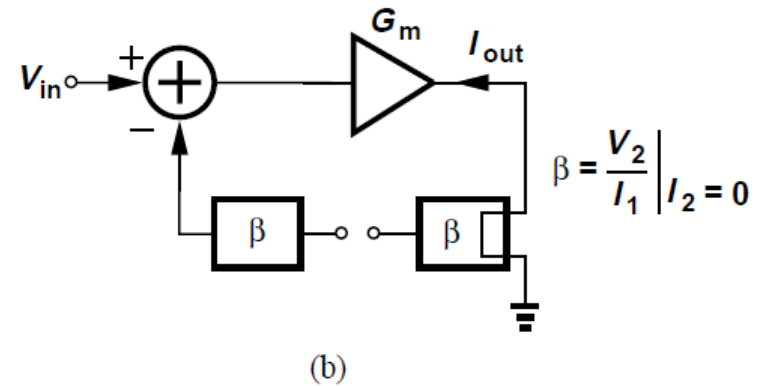 G_m
I_out
V_in
+
+
−
β = V_2 / I_1 | I_2 = 0
β
β
(b)